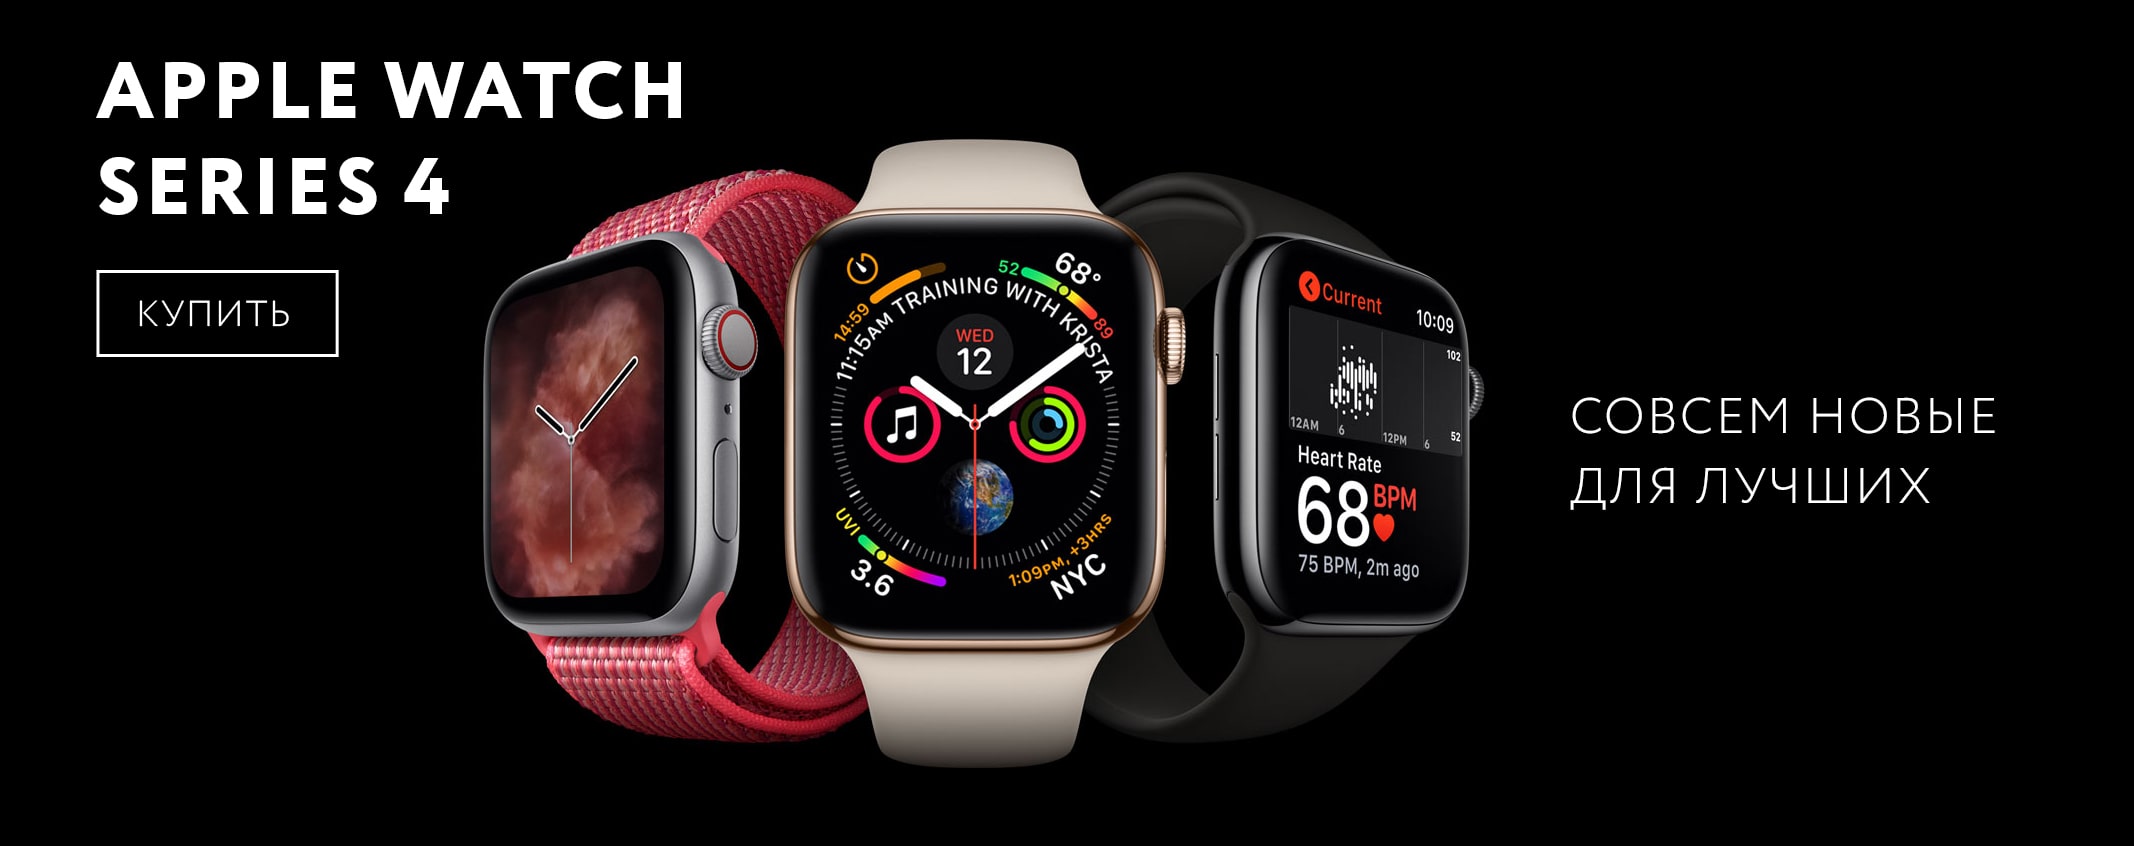 APPLE WATCH
SERIES 4
КУПИТЬ
14:59
52
68°
89
11:15AM TRAINING WITH KRISTA
WED
12
UVI
3.6
1:09PM, +3HRS
NYC
Current
10:09
102
52
12AM 6 12PM 6
Heart Rate
68 BPM
75 BPM, 2m ago
СОВСЕМ НОВЫЕ
ДЛЯ ЛУЧШИХ